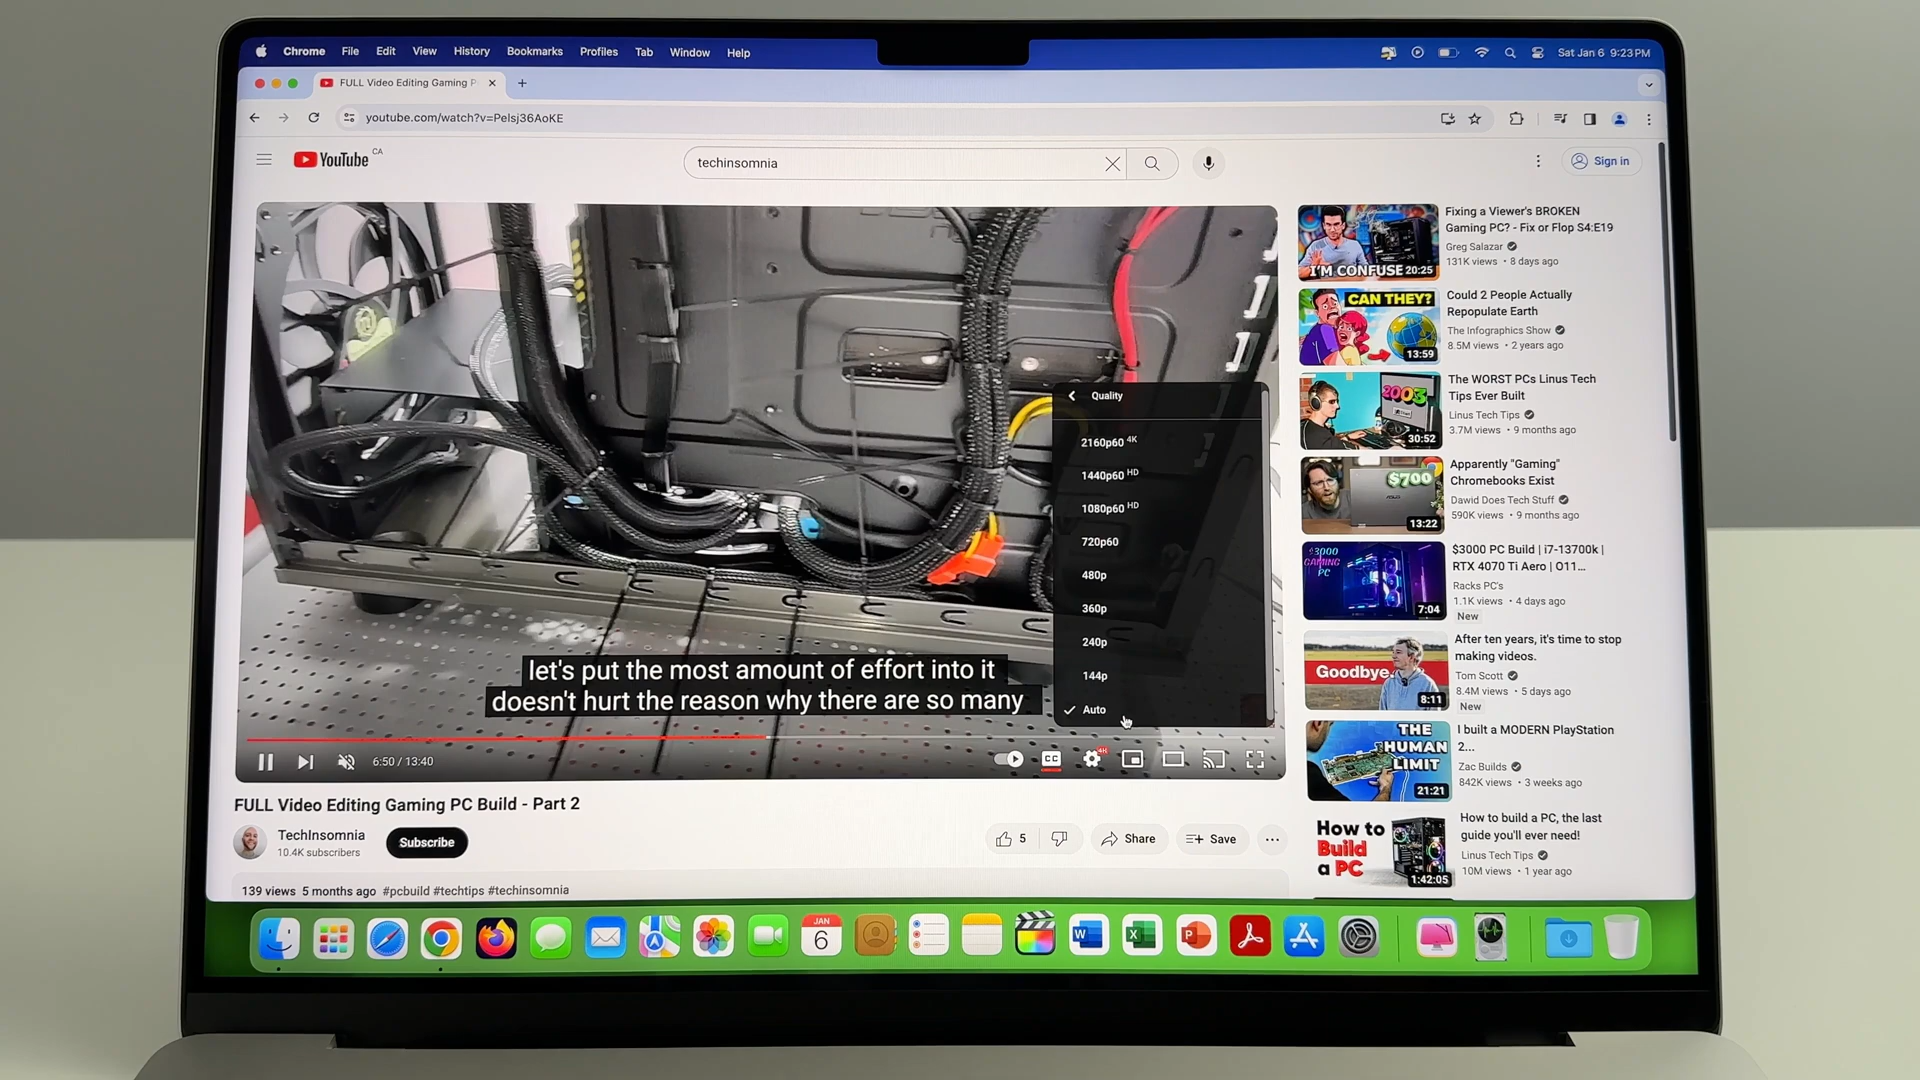 Chrome File Edit View History Bookmarks Profiles Tab Window Help
Sat Jan 6 9:23 PM
FULL Video Editing Gaming P
youtube.com/watch?v=Pelsj36AoKE
YouTube CA
techinsomnia
Sign in
Quality
2160p60 4K
1440p60 HD
1080p60 HD
720p60
480p
360p
240p
144p
Auto
let's put the most amount of effort into it
doesn't hurt the reason why there are so many
6:50 / 13:40
CC
4K
FULL Video Editing Gaming PC Build - Part 2
TechInsomnia
10.4K subscribers
Subscribe
5
Share
Save
139 views 5 months ago #pcbuild #techtips #techinsomnia
I'M CONFUSE 20:25
Fixing a Viewer's BROKEN
Gaming PC? - Fix or Flop S4:E19
Greg Salazar
131K views • 8 days ago
CAN THEY?
13:59
Could 2 People Actually
Repopulate Earth
The Infographics Show
8.5M views • 2 years ago
2003
30:52
The WORST PCs Linus Tech
Tips Ever Built
Linus Tech Tips
3.7M views • 9 months ago
$700
13:22
Apparently "Gaming"
Chromebooks Exist
Dawid Does Tech Stuff
590K views • 9 months ago
$3000
GAMING
PC
7:04
$3000 PC Build | i7-13700k |
RTX 4070 Ti Aero | O11...
Racks PC's
1.1K views • 4 days ago
New
Goodbye.
8:11
After ten years, it's time to stop
making videos.
Tom Scott
8.4M views • 5 days ago
New
THE
HUMAN
LIMIT
21:21
I built a MODERN PlayStation
2...
Zac Builds
842K views • 3 weeks ago
How to
Build
a PC
1:42:05
How to build a PC, the last
guide you'll ever need!
Linus Tech Tips
10M views • 1 year ago
JAN
6
W
X
P